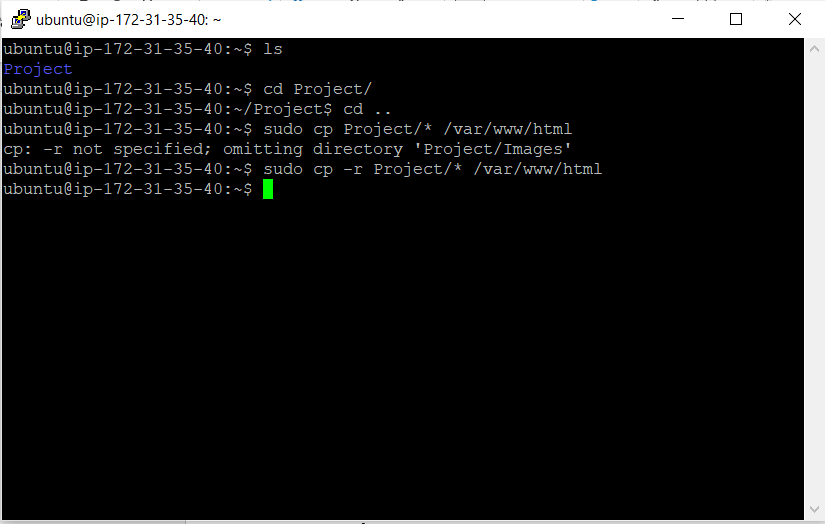 ubuntu@ip-172-31-35-40: ~
ubuntu@ip-172-31-35-40:~$ ls
Project
ubuntu@ip-172-31-35-40:~$ cd Project/
ubuntu@ip-172-31-35-40:~/Project$ cd ..
ubuntu@ip-172-31-35-40:~$ sudo cp Project/* /var/www/html
cp: -r not specified; omitting directory 'Project/Images'
ubuntu@ip-172-31-35-40:~$ sudo cp -r Project/* /var/www/html
ubuntu@ip-172-31-35-40:~$